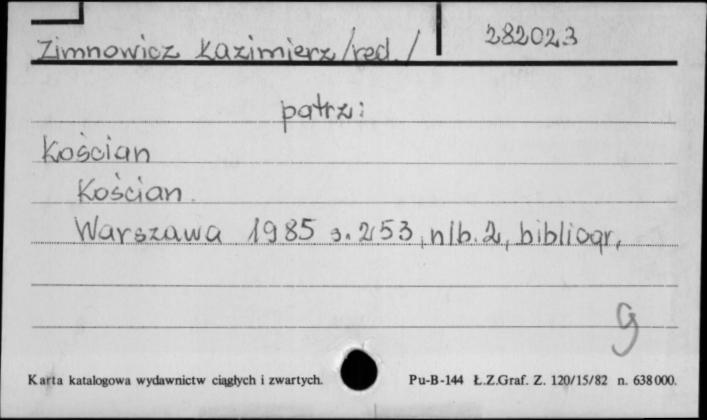 Zimnowicz Kazimierz /red./ 282023
patrz:
Kościan
Kościan.
Warszawa 1985 s. 253, nlb. 2, bibliogr,
g
Karta katalogowa wydawnictw ciągłych i zwartych. Pu-B-144 Ł.Z.Graf. Z. 120/15/82 n. 638000.